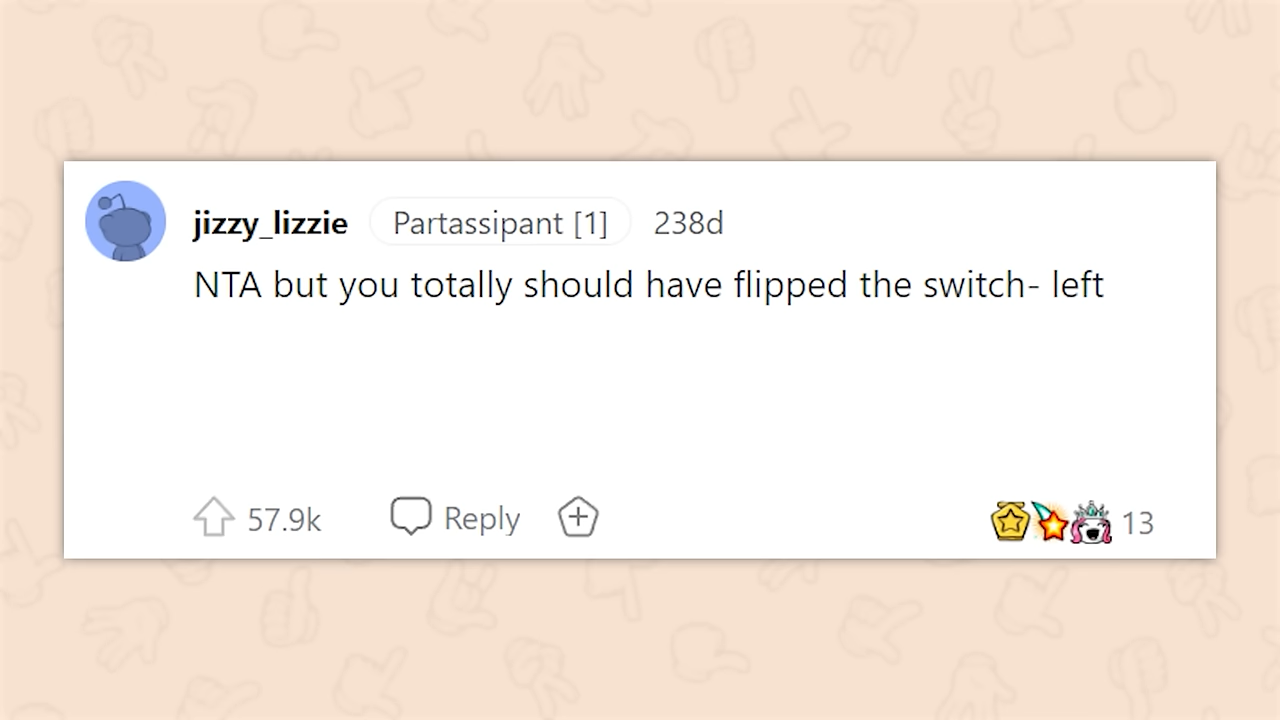 jizzy_lizzie Partassipant [1] 238d
NTA but you totally should have flipped the switch- left
57.9k Reply 13